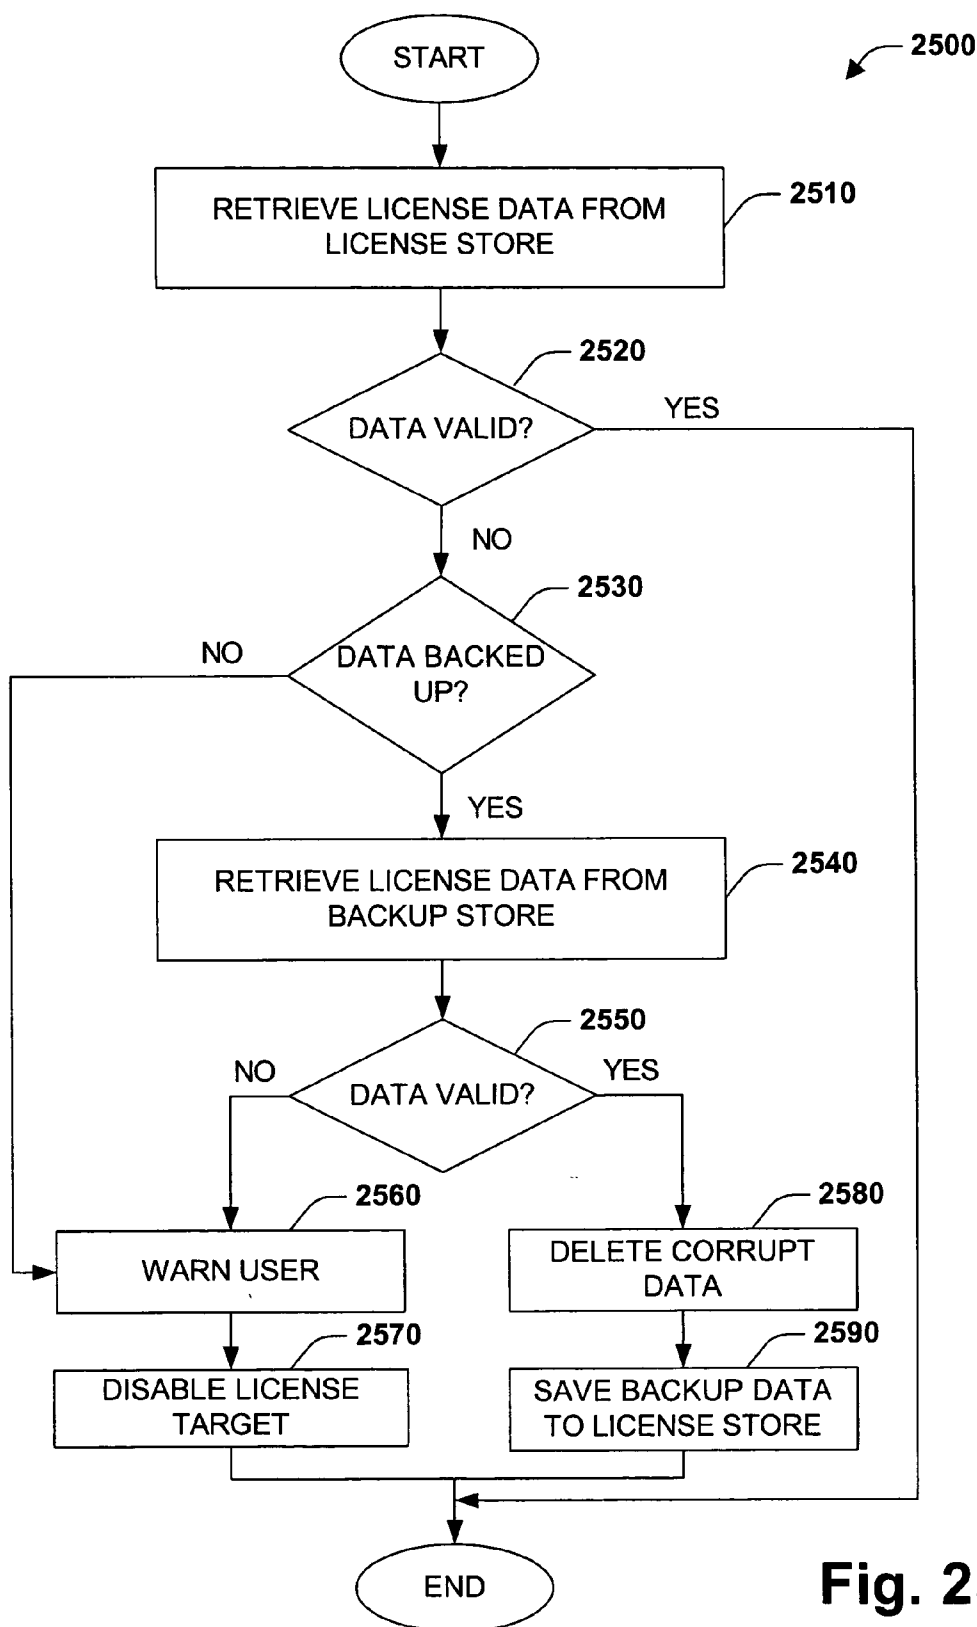 START
2500
RETRIEVE LICENSE DATA FROM
LICENSE STORE
2510
2520
DATA VALID?
YES
NO
2530
NO
DATA BACKED
UP?
YES
RETRIEVE LICENSE DATA FROM
BACKUP STORE
2540
2550
NO
DATA VALID?
YES
2560
WARN USER
2580
DELETE CORRUPT
DATA
2570
DISABLE LICENSE
TARGET
2590
SAVE BACKUP DATA
TO LICENSE STORE
END
Fig. 2